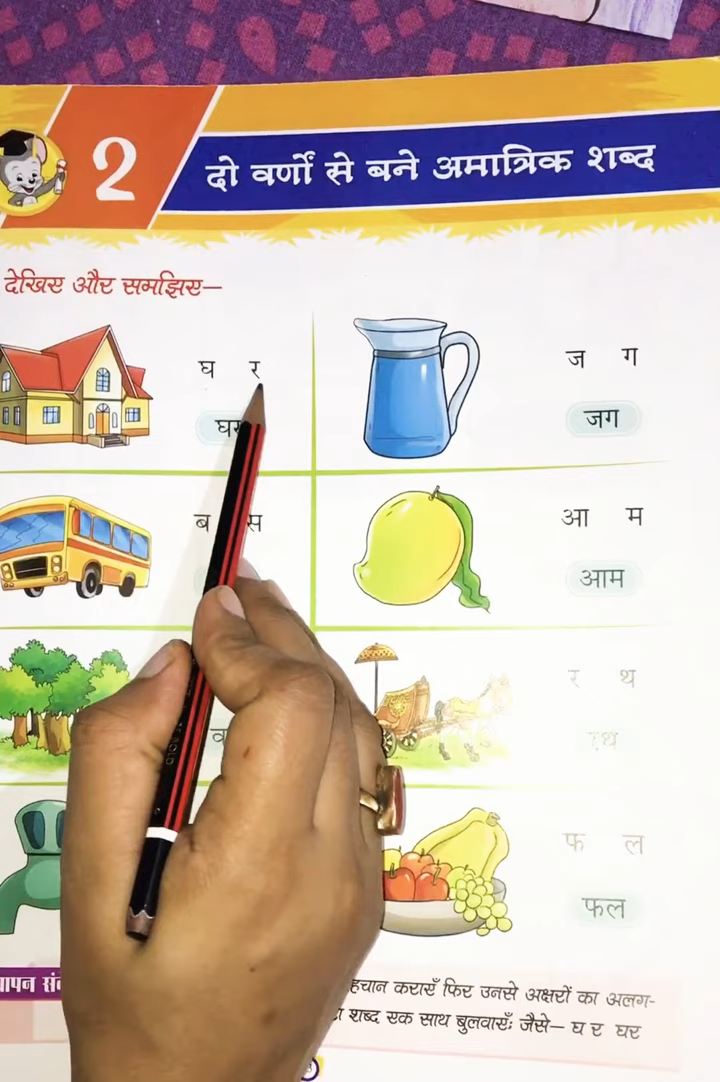 2
दो वर्णों से बने अमात्रिक शब्द
देखिए और समझिए—
घ र
ज ग
जग
ब स
आ म
आम
र थ
रथ
फ ल
फल
कराएँ फिर उनसे अक्षरों का अलग-
शब्द एक साथ बुलवाएँ; जैसे— घ र घर